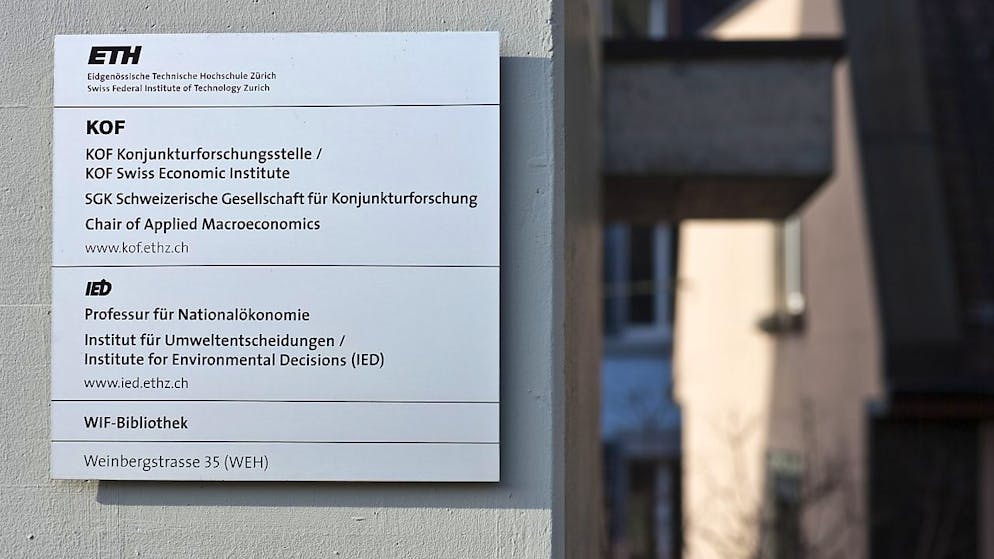 ETH
Eidgenössische Technische Hochschule Zürich
Swiss Federal Institute of Technology Zurich
KOF
KOF Konjunkturforschungsstelle /
KOF Swiss Economic Institute
SGK Schweizerische Gesellschaft für Konjunkturforschung
Chair of Applied Macroeconomics
www.kof.ethz.ch
IED
Professur für Nationalökonomie
Institut für Umweltentscheidungen /
Institute for Environmental Decisions (IED)
www.ied.ethz.ch
WIF-Bibliothek
Weinbergstrasse 35 (WEH)